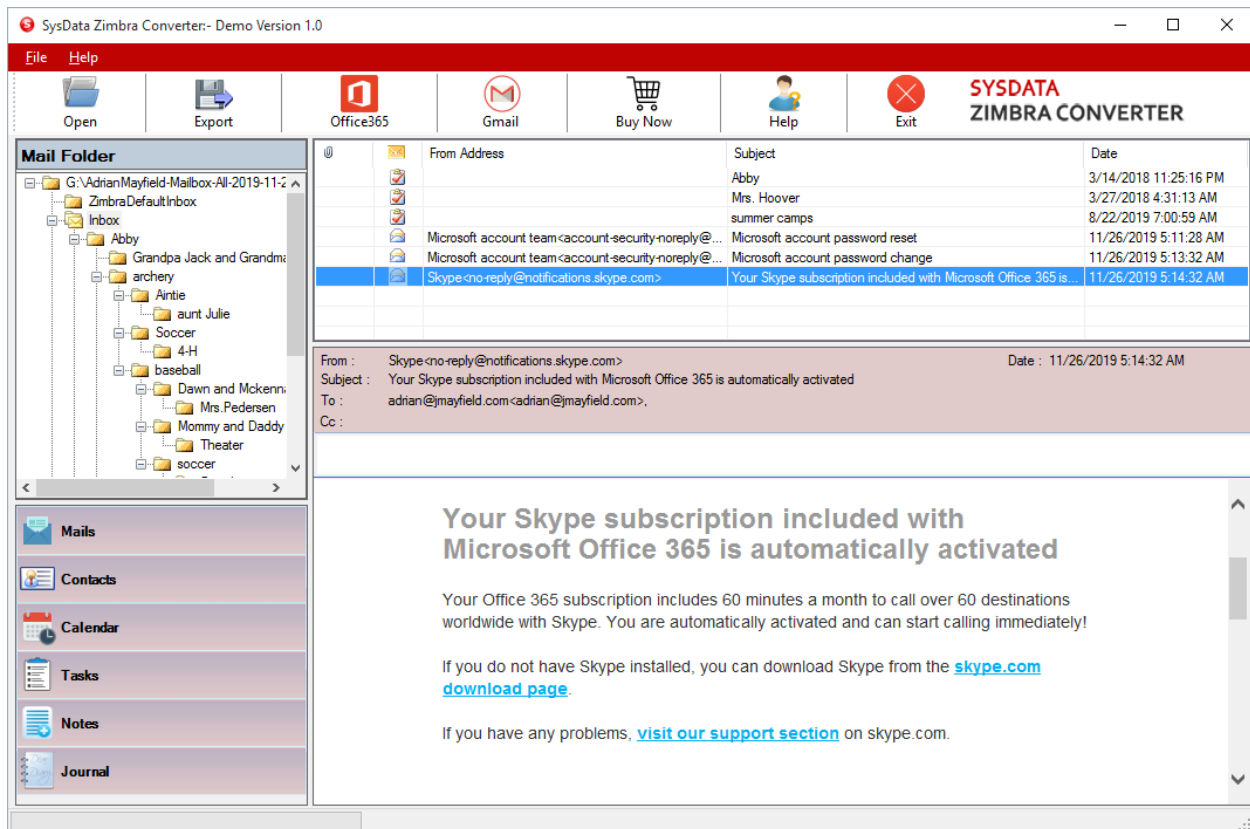 SysData Zimbra Converter:- Demo Version 1.0
File Help
Open Export Office365 Gmail Buy Now Help Exit
SYSDATA
ZIMBRA CONVERTER
Mail Folder
G:\AdrianMayfield-Mailbox-All-2019-11-2
ZimbraDefaultInbox
Inbox
Abby
Grandpa Jack and Grandma
archery
Aintie
aunt Julie
Soccer
4-H
baseball
Dawn and Mckenna
Mrs.Pedersen
Mommy and Daddy
Theater
soccer
Mails
Contacts
Calendar
Tasks
Notes
Journal
From Address Subject Date
Abby 3/14/2018 11:25:16 PM
Mrs. Hoover 3/27/2018 4:31:13 AM
summer camps 8/22/2019 7:00:59 AM
Microsoft account team<account-security-noreply@... Microsoft account password reset 11/26/2019 5:11:28 AM
Microsoft account team<account-security-noreply@... Microsoft account password change 11/26/2019 5:13:32 AM
Skype<no-reply@notifications.skype.com> Your Skype subscription included with Microsoft Office 365 is... 11/26/2019 5:14:32 AM
From : Skype<no-reply@notifications.skype.com> Date : 11/26/2019 5:14:32 AM
Subject : Your Skype subscription included with Microsoft Office 365 is automatically activated
To : adrian@jmayfield.com<adrian@jmayfield.com>,
Cc :
Your Skype subscription included with
Microsoft Office 365 is automatically activated
Your Office 365 subscription includes 60 minutes a month to call over 60 destinations
worldwide with Skype. You are automatically activated and can start calling immediately!
If you do not have Skype installed, you can download Skype from the skype.com
download page.
If you have any problems, visit our support section on skype.com.